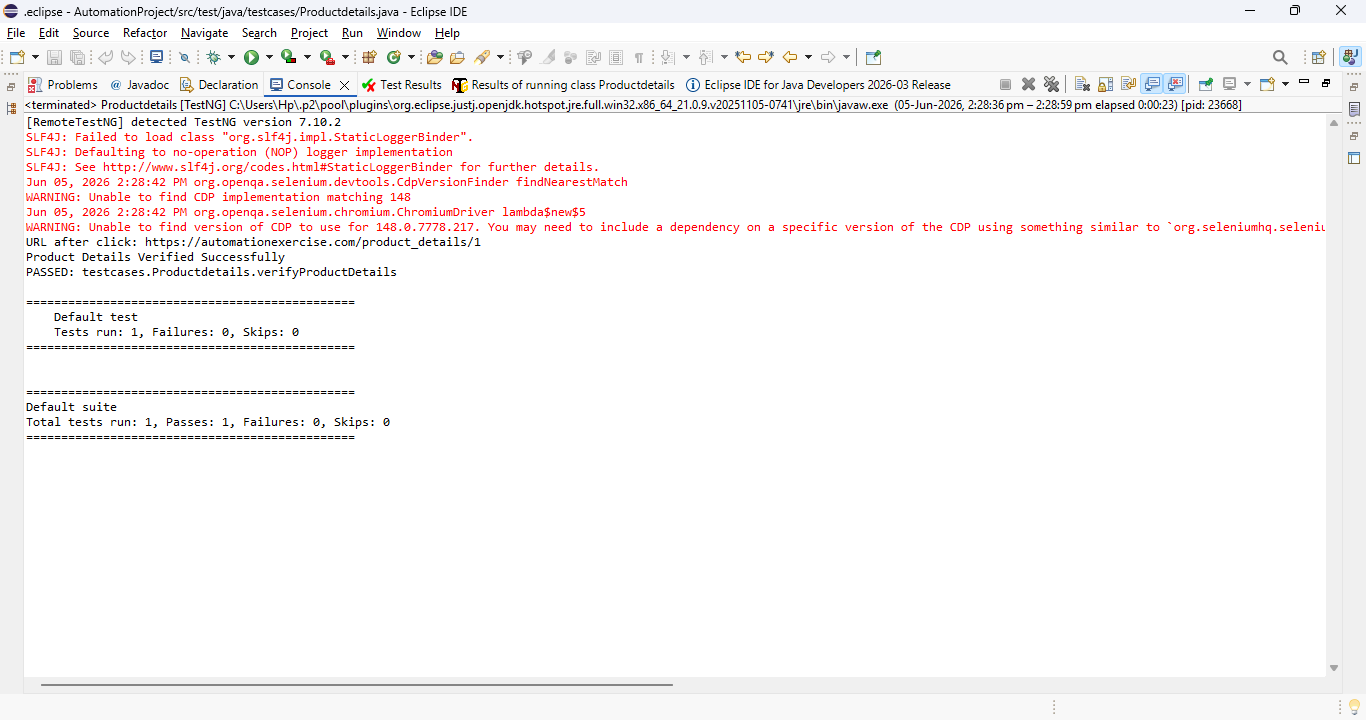 .eclipse - AutomationProject/src/test/java/testcases/Productdetails.java - Eclipse IDE
File Edit Source Refactor Navigate Search Project Run Window Help
Problems @ Javadoc Declaration Console Test Results Results of running class Productdetails Eclipse IDE for Java Developers 2026-03 Release
<terminated> Productdetails [TestNG] C:\Users\Hp\.p2\pool\plugins\org.eclipse.justj.openjdk.hotspot.jre.full.win32.x86_64_21.0.9.v20251105-0741\jre\bin\javaw.exe (05-Jun-2026, 2:28:36 pm – 2:28:59 pm elapsed 0:00:23) [pid: 23668]
[RemoteTestNG] detected TestNG version 7.10.2
SLF4J: Failed to load class "org.slf4j.impl.StaticLoggerBinder".
SLF4J: Defaulting to no-operation (NOP) logger implementation
SLF4J: See http://www.slf4j.org/codes.html#StaticLoggerBinder for further details.
Jun 05, 2026 2:28:42 PM org.openqa.selenium.devtools.CdpVersionFinder findNearestMatch
WARNING: Unable to find CDP implementation matching 148
Jun 05, 2026 2:28:42 PM org.openqa.selenium.chromium.ChromiumDriver lambda$new$5
WARNING: Unable to find version of CDP to use for 148.0.7778.217. You may need to include a dependency on a specific version of the CDP using something similar to `org.seleniumhq.seleniu
URL after click: https://automationexercise.com/product_details/1
Product Details Verified Successfully
PASSED: testcases.Productdetails.verifyProductDetails
===============================================
Default test
Tests run: 1, Failures: 0, Skips: 0
===============================================
===============================================
Default suite
Total tests run: 1, Passes: 1, Failures: 0, Skips: 0
===============================================